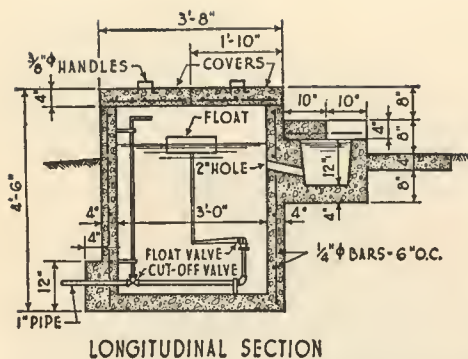 3'-8"
1'-10"
3/8" φ HANDLES
COVERS
4"
FLOAT
10" 10"
8"
4"
8"
2" HOLE
12"
4"
8"
4'-6"
4" 3'-0" 4"
4"
4"
FLOAT VALVE
CUT-OFF VALVE
1/4" φ BARS-6" O.C.
12"
1" PIPE
LONGITUDINAL SECTION